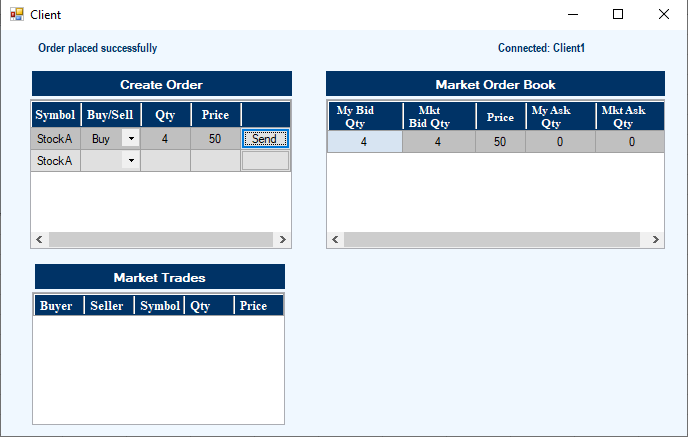 Client
Order placed successfully
Connected: Client1
Create Order
Symbol Buy/Sell Qty Price
StockA Buy 4 50 Send
StockA
Market Order Book
My Bid Qty Mkt Bid Qty Price My Ask Qty Mkt Ask Qty
4 4 50 0 0
Market Trades
Buyer Seller Symbol Qty Price